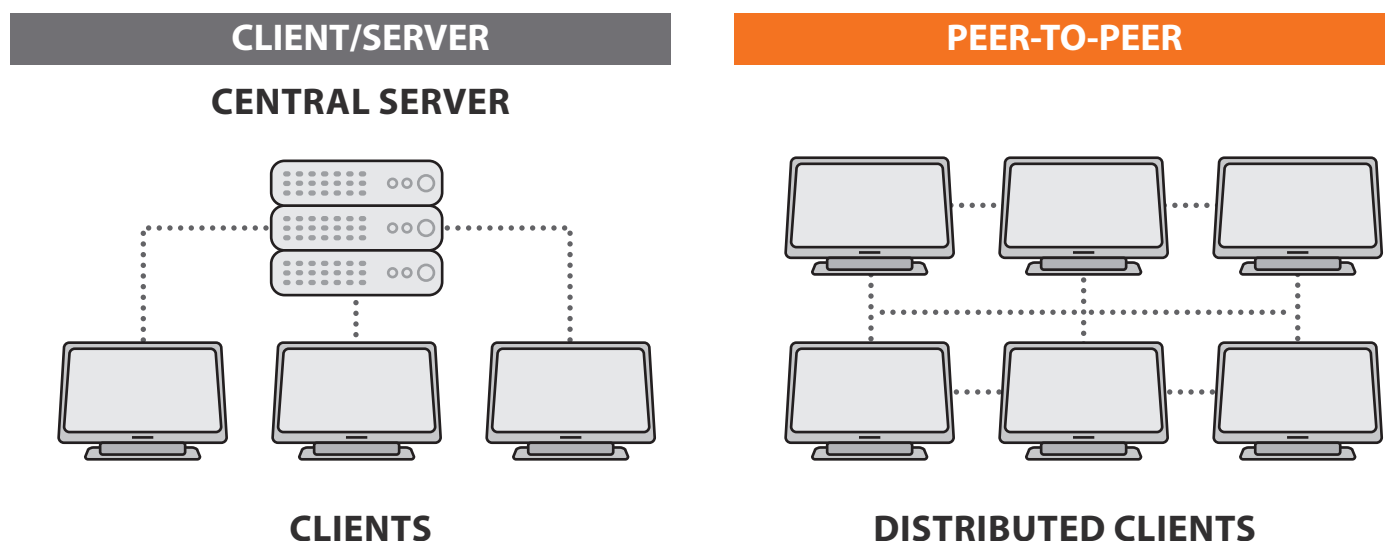 CLIENT/SERVER
CENTRAL SERVER
CLIENTS
PEER-TO-PEER
DISTRIBUTED CLIENTS